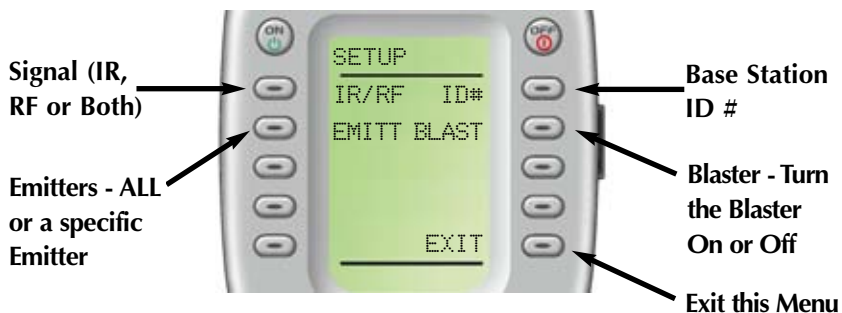 ON
OFF
SETUP
IR/RF ID#
EMITT BLAST
EXIT
Signal (IR,
RF or Both)
Emitters - ALL
or a specific
Emitter
Base Station
ID #
Blaster - Turn
the Blaster
On or Off
Exit this Menu